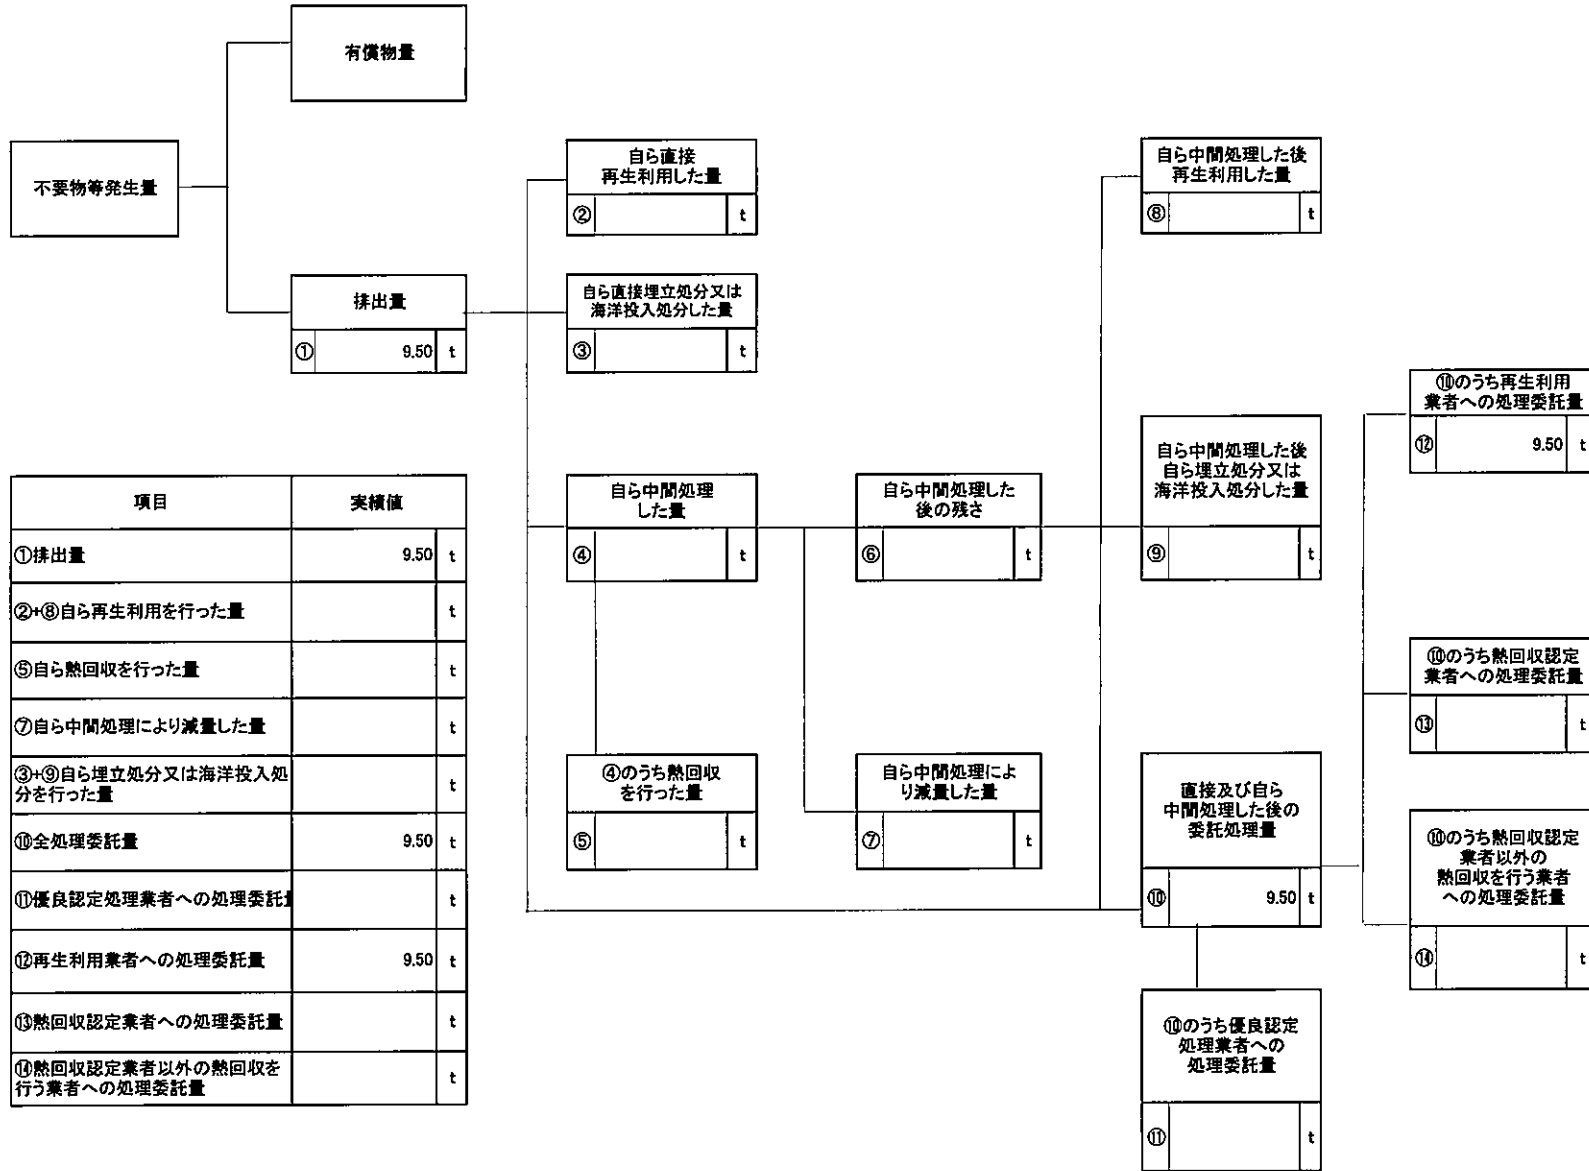 有償物量
不要物等発生量
排出量
① 9.50 t
自ら直接
再生利用した量
② t
自ら直接埋立処分又は
海洋投入処分した量
③ t
自ら中間処理
した量
④ t
④のうち熱回収
を行った量
⑤ t
自ら中間処理した
後の残さ
⑥ t
自ら中間処理によ
り減量した量
⑦ t
自ら中間処理した後
再生利用した量
⑧ t
自ら中間処理した後
自ら埋立処分又は
海洋投入処分した量
⑨ t
直接及び自ら
中間処理した後の
委託処理量
⑩ 9.50 t
⑩のうち優良認定
処理業者への
処理委託量
⑪ t
⑩のうち再生利用
業者への処理委託量
⑫ 9.50 t
⑩のうち熱回収認定
業者への処理委託量
⑬ t
⑩のうち熱回収認定
業者以外の
熱回収を行う業者
への処理委託量
⑭ t
項目 実績値
①排出量 9.50 t
②+⑧自ら再生利用を行った量 t
⑤自ら熱回収を行った量 t
⑦自ら中間処理により減量した量 t
③+⑨自ら埋立処分又は海洋投入処
分を行った量 t
⑩全処理委託量 9.50 t
⑪優良認定処理業者への処理委託 t
⑫再生利用業者への処理委託量 9.50 t
⑬熱回収認定業者への処理委託量 t
⑭熱回収認定業者以外の熱回収を
行う業者への処理委託量 t